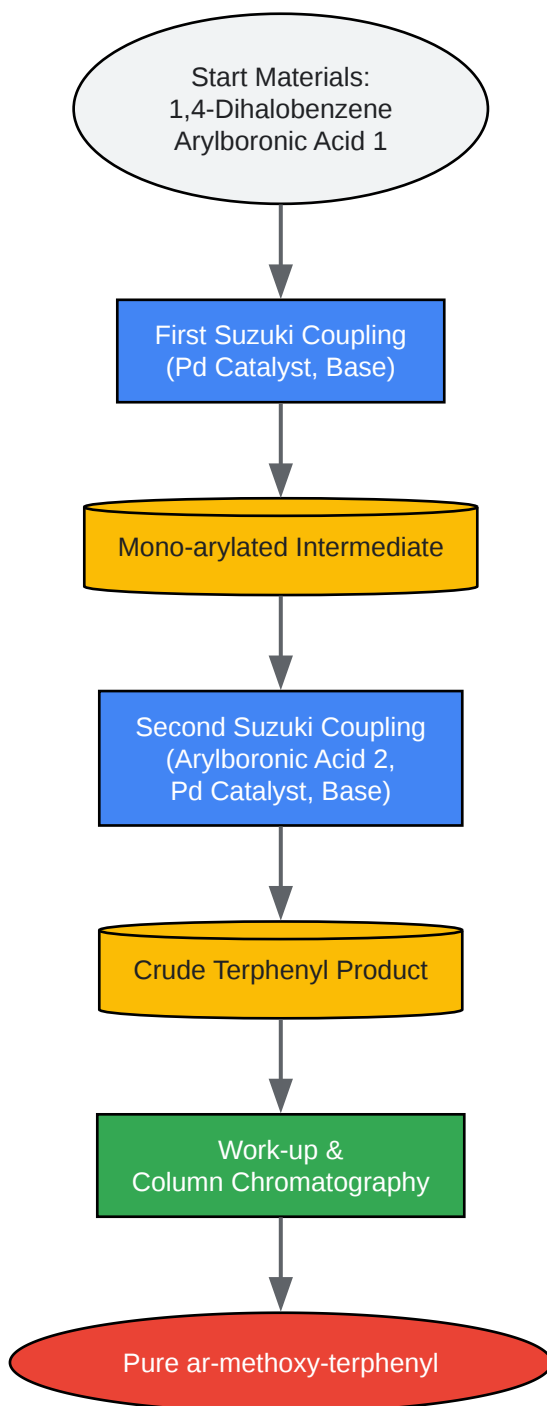 Start Materials:
1,4-Dihalobenzene
Arylboronic Acid 1
First Suzuki Coupling
(Pd Catalyst, Base)
Mono-arylated Intermediate
Second Suzuki Coupling
(Arylboronic Acid 2,
Pd Catalyst, Base)
Crude Terphenyl Product
Work-up &
Column Chromatography
Pure ar-methoxy-terphenyl